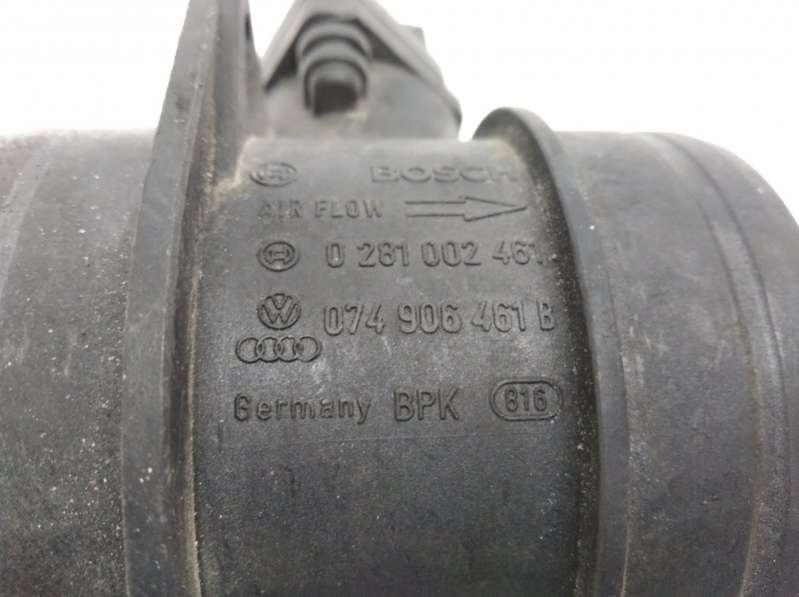 BOSCH
AIR FLOW
0 281 002 461
074 906 461 B
Germany BPK 816